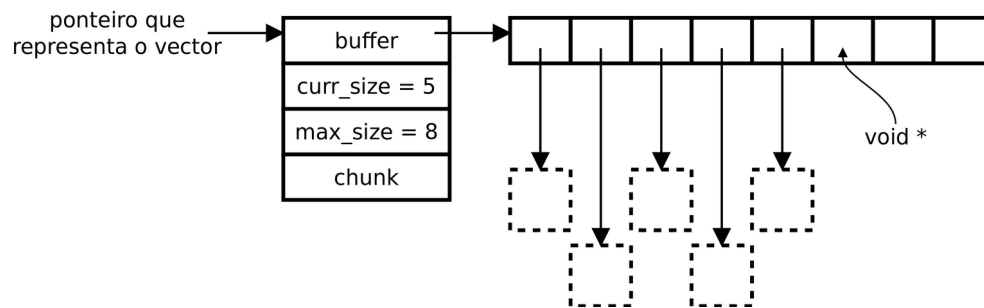 ponteiro que
representa o vector
buffer
curr_size = 5
max_size = 8
chunk
void *